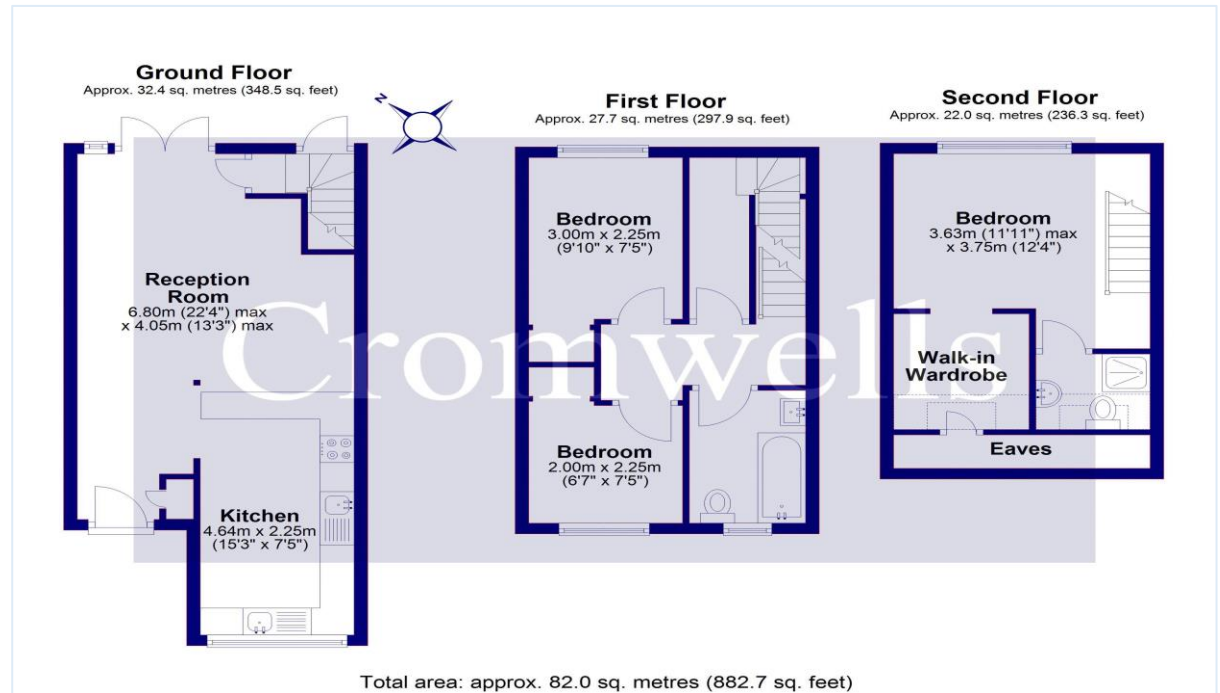 Ground Floor
Approx. 32.4 sq. metres (348.5 sq. feet)
N
First Floor
Approx. 27.7 sq. metres (297.9 sq. feet)
Second Floor
Approx. 22.0 sq. metres (236.3 sq. feet)
Reception
Room
6.80m (22'4") max
x 4.05m (13'3") max
Kitchen
4.64m x 2.25m
(15'3" x 7'5")
Bedroom
3.00m x 2.25m
(9'10" x 7'5")
Bedroom
2.00m x 2.25m
(6'7" x 7'5")
Bedroom
3.63m (11'11") max
x 3.75m (12'4")
Walk-in
Wardrobe
Eaves
Cromwells
Total area: approx. 82.0 sq. metres (882.7 sq. feet)